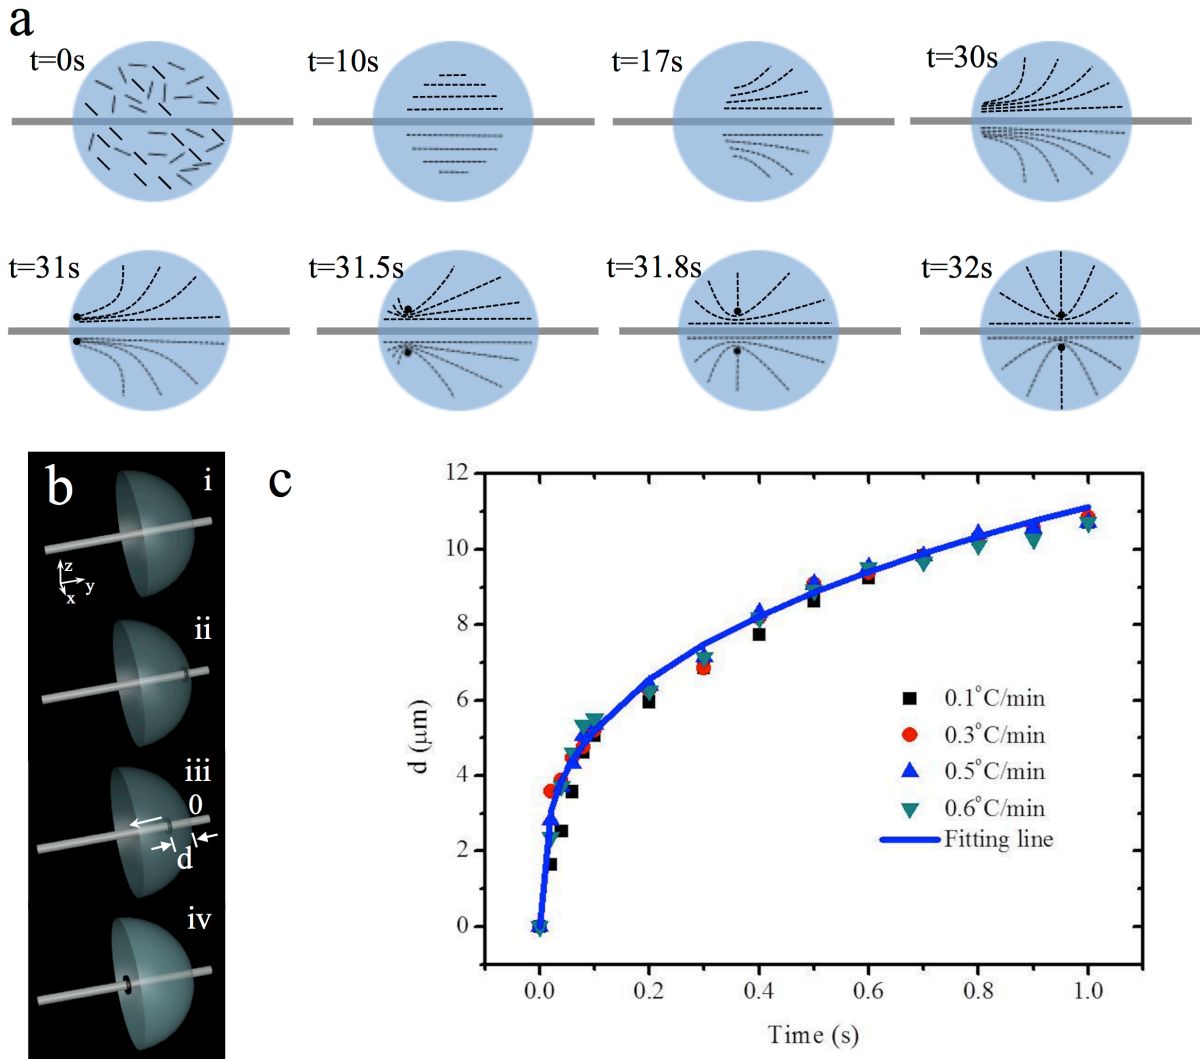 a
t=0s
t=10s
t=17s
t=30s
t=31s
t=31.5s
t=31.8s
t=32s
b
i
z
y
x
ii
iii
0
d
iv
c
12
10
8
6
4
2
0
d (μm)
0.1°C/min
0.3°C/min
0.5°C/min
0.6°C/min
Fitting line
0.0 0.2 0.4 0.6 0.8 1.0
Time (s)